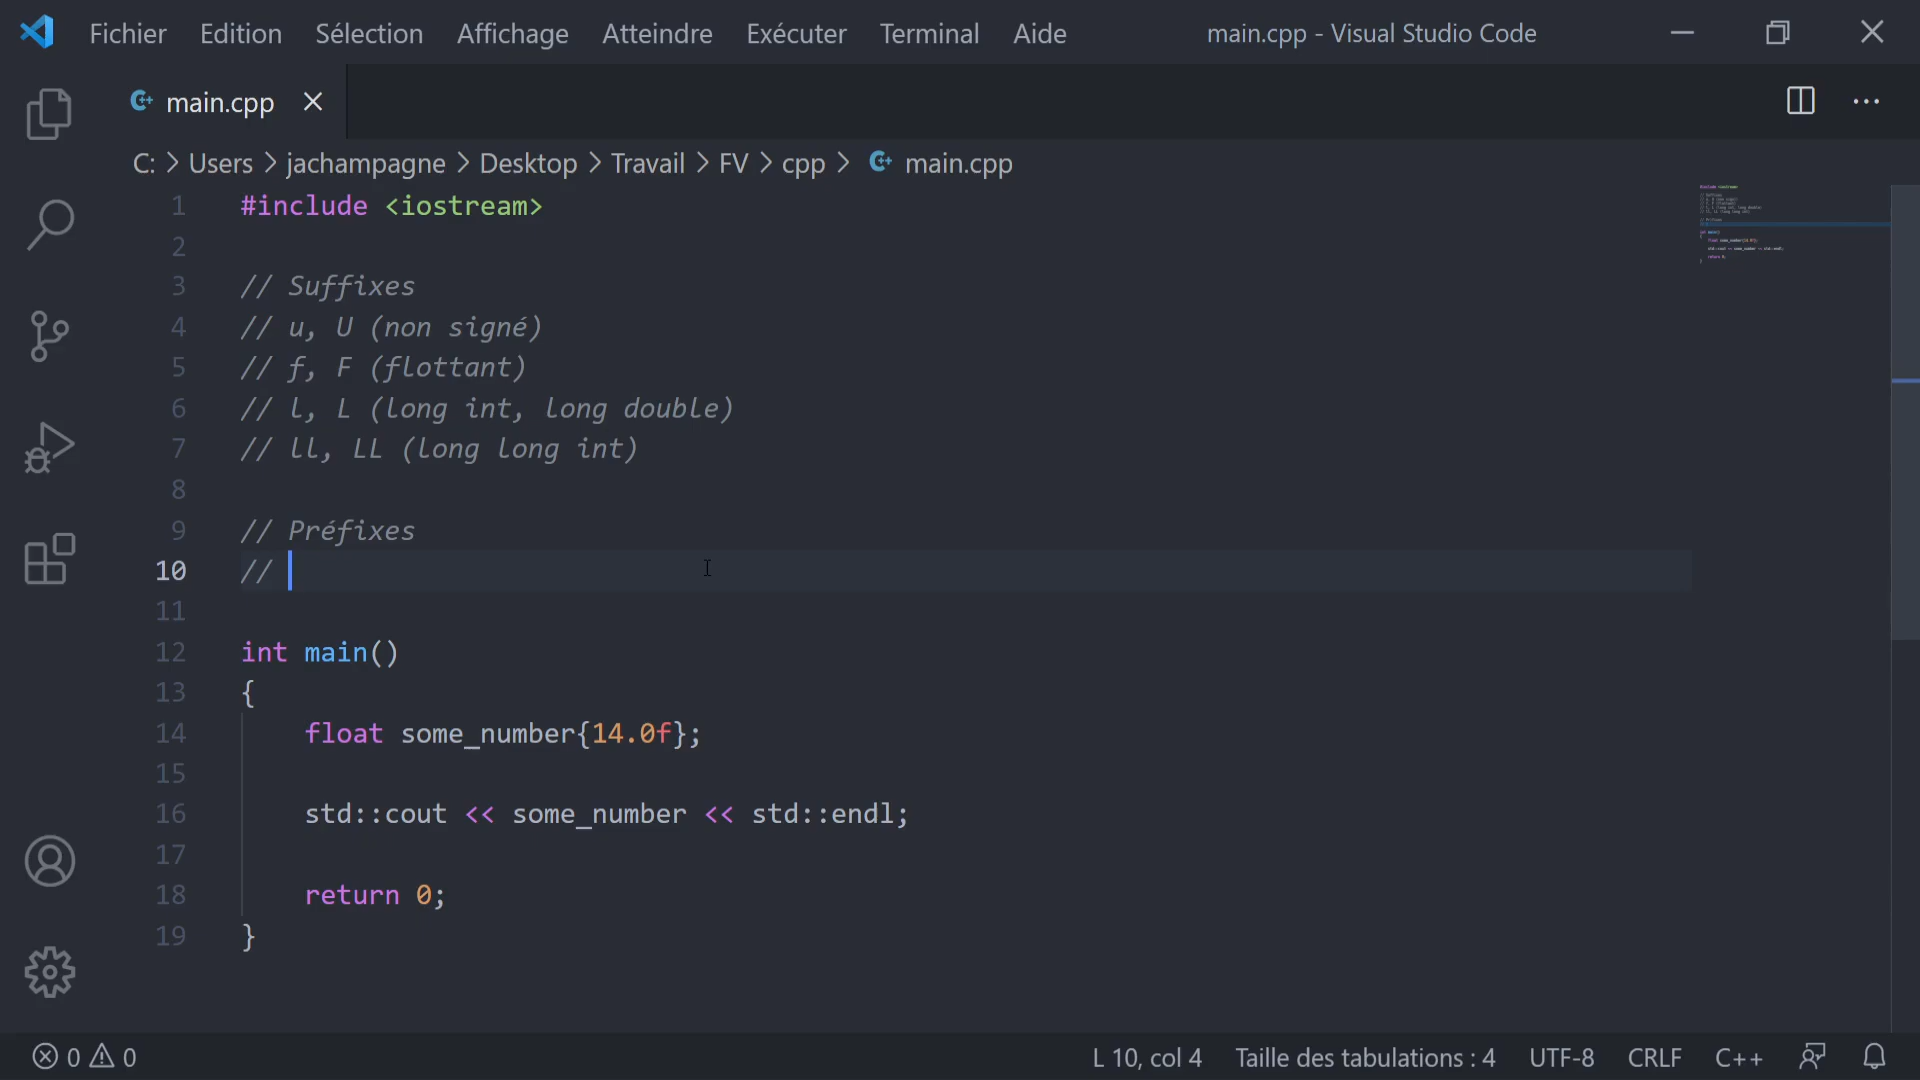 Fichier Edition Sélection Affichage Atteindre Exécuter Terminal Aide main.cpp - Visual Studio Code
main.cpp
C: > Users > jachampagne > Desktop > Travail > FV > cpp > main.cpp
1 #include <iostream>
2
3 // Suffixes
4 // u, U (non signé)
5 // f, F (flottant)
6 // l, L (long int, long double)
7 // ll, LL (long long int)
8
9 // Préfixes
10 //
11
12 int main()
13 {
14 float some_number{14.0f};
15
16 std::cout << some_number << std::endl;
17
18 return 0;
19 }
0 0 L 10, col 4 Taille des tabulations : 4 UTF-8 CRLF C++